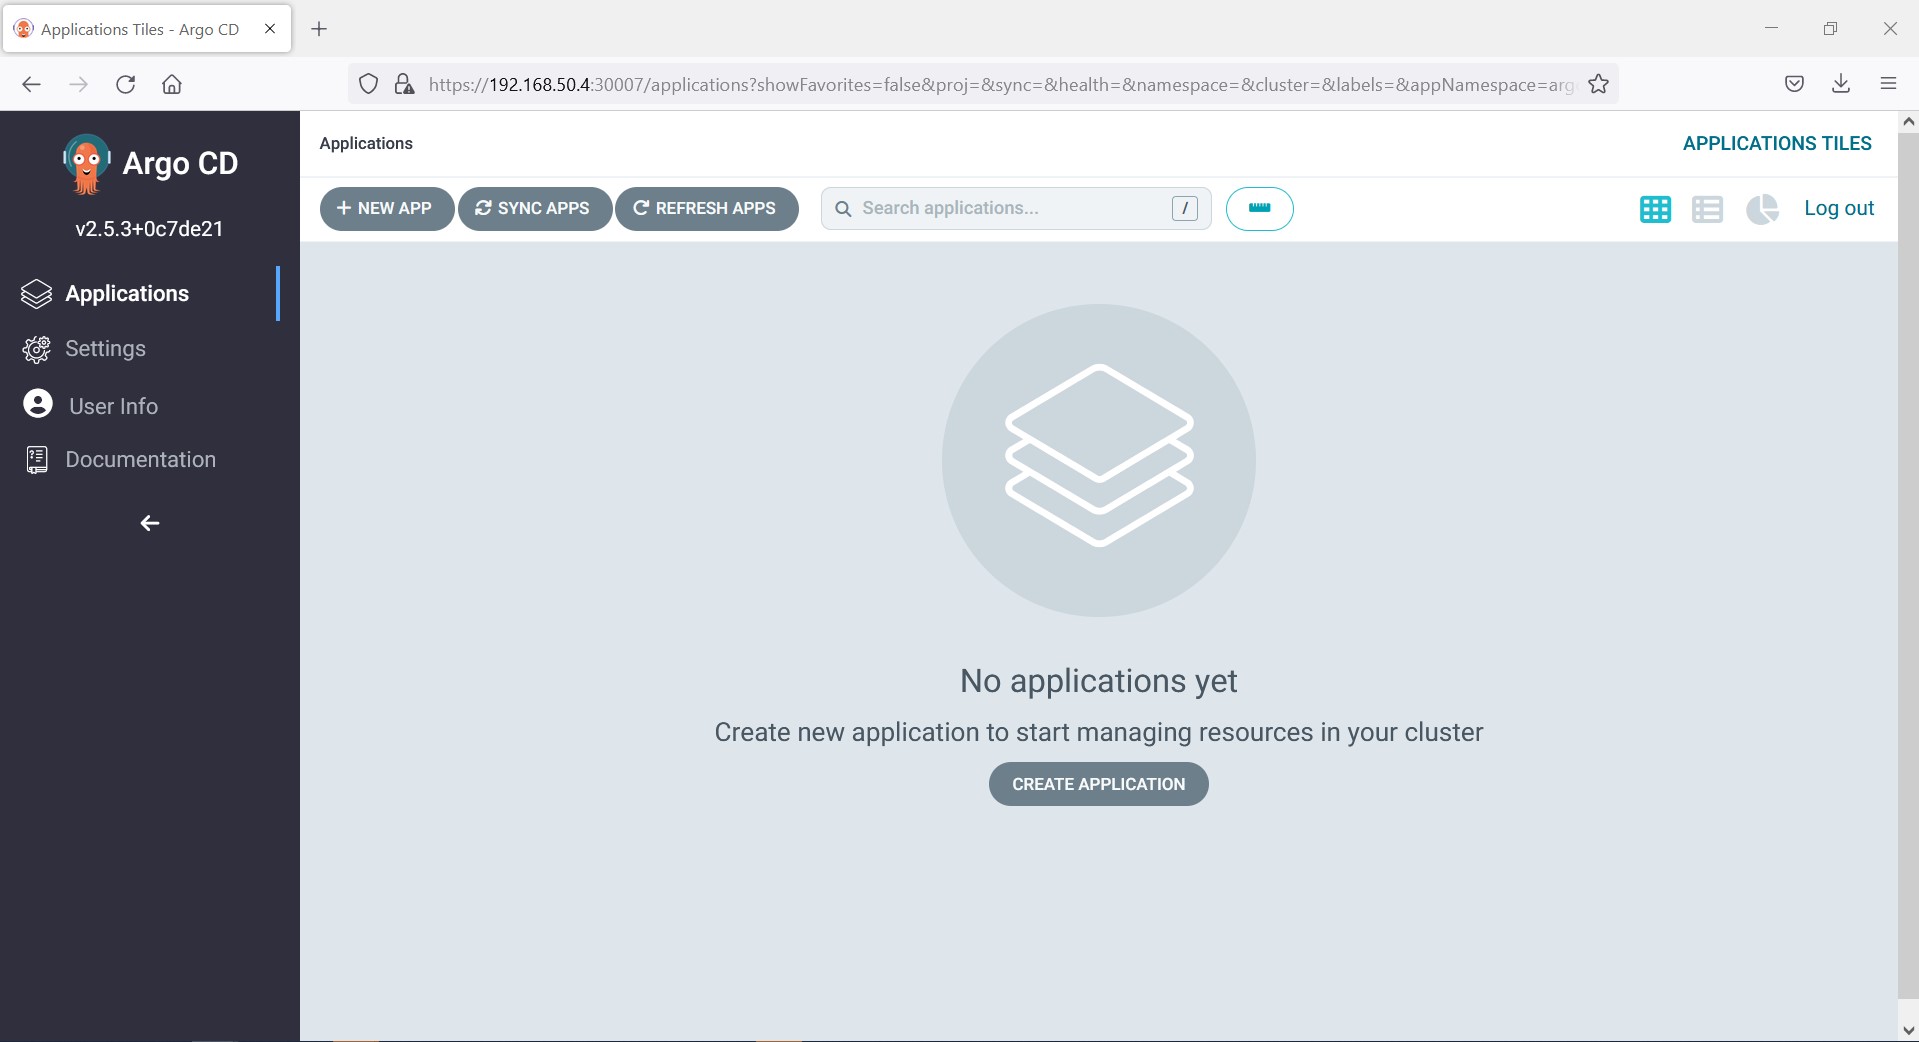 Applications Tiles - Argo CD
https://192.168.50.4:30007/applications?showFavorites=false&proj=&sync=&health=&namespace=&cluster=&labels=&appNamespace=arg
Argo CD
v2.5.3+0c7de21
Applications
Settings
User Info
Documentation
Applications
APPLICATIONS TILES
NEW APP
SYNC APPS
REFRESH APPS
Search applications...
/
Log out
No applications yet
Create new application to start managing resources in your cluster
CREATE APPLICATION